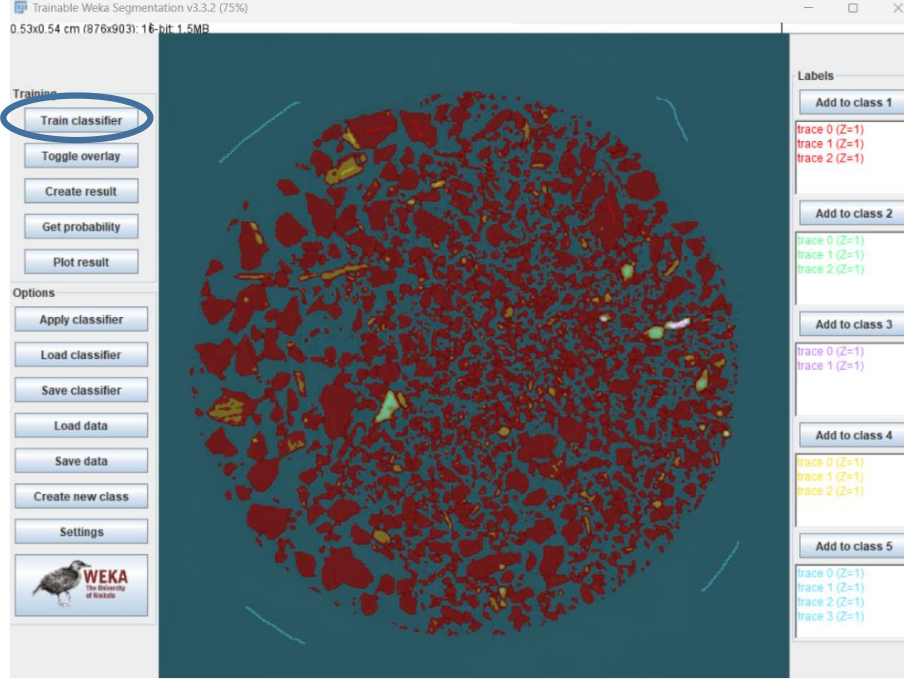 Trainable Weka Segmentation v3.3.2 (75%)
0.53x0.54 cm (876x903): 16-bit: 1.5MB
Training
Train classifier
Toggle overlay
Create result
Get probability
Plot result
Options
Apply classifier
Load classifier
Save classifier
Load data
Save data
Create new class
Settings
WEKA
The University
of Waikato
Labels
Add to class 1
trace 0 (Z=1)
trace 1 (Z=1)
trace 2 (Z=1)
Add to class 2
trace 0 (Z=1)
trace 1 (Z=1)
trace 2 (Z=1)
Add to class 3
trace 0 (Z=1)
trace 1 (Z=1)
Add to class 4
trace 0 (Z=1)
trace 1 (Z=1)
trace 2 (Z=1)
Add to class 5
trace 0 (Z=1)
trace 1 (Z=1)
trace 2 (Z=1)
trace 3 (Z=1)